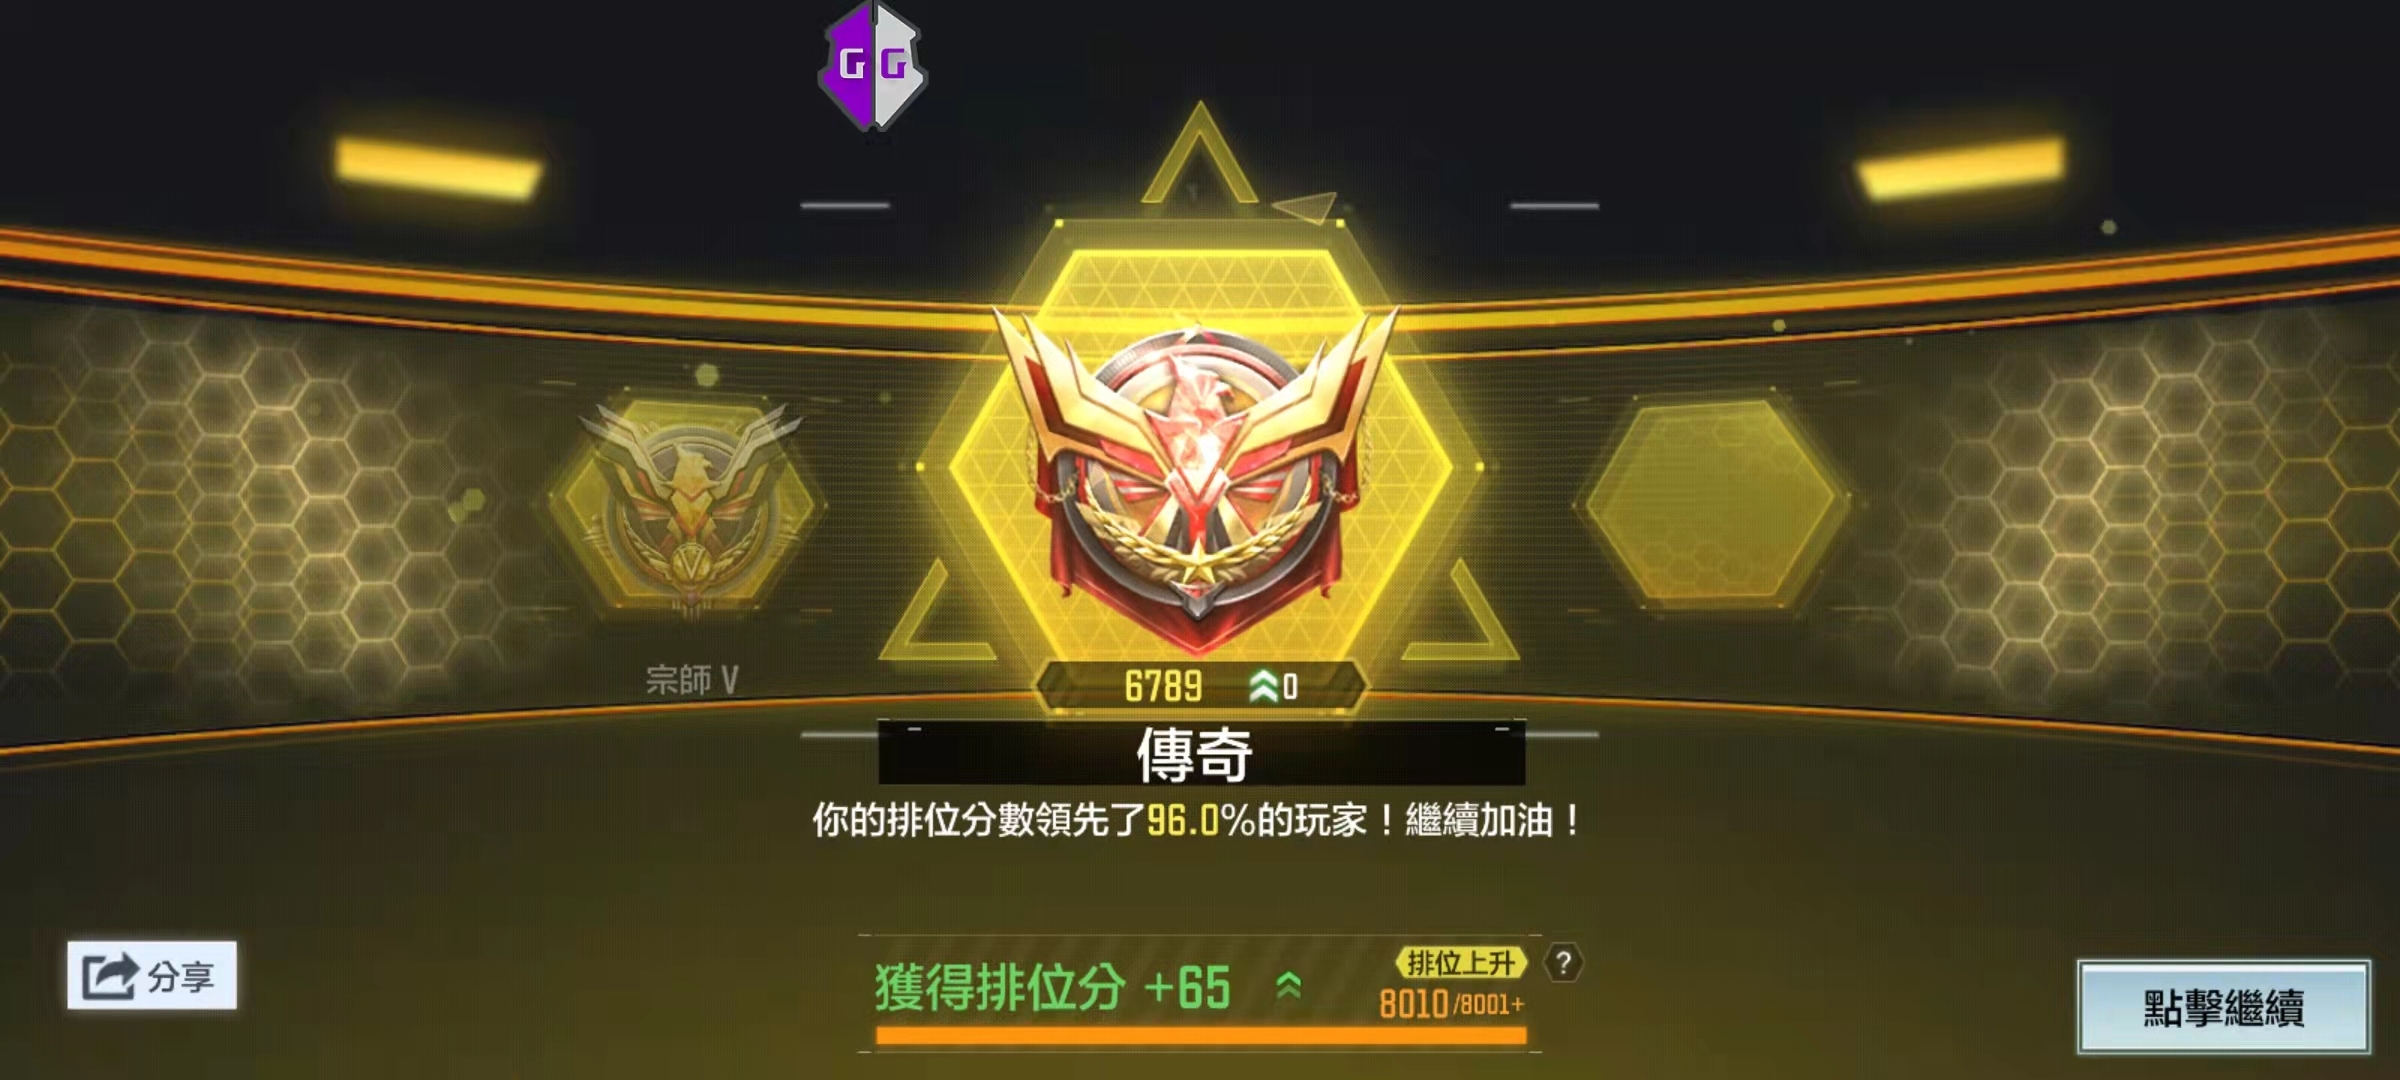 GG
宗師 V
6789 0
傳奇
你的排位分數領先了96.0%的玩家！繼續加油！
分享
獲得排位分 +65
排位上升 ?
8010/8001+
點擊繼續